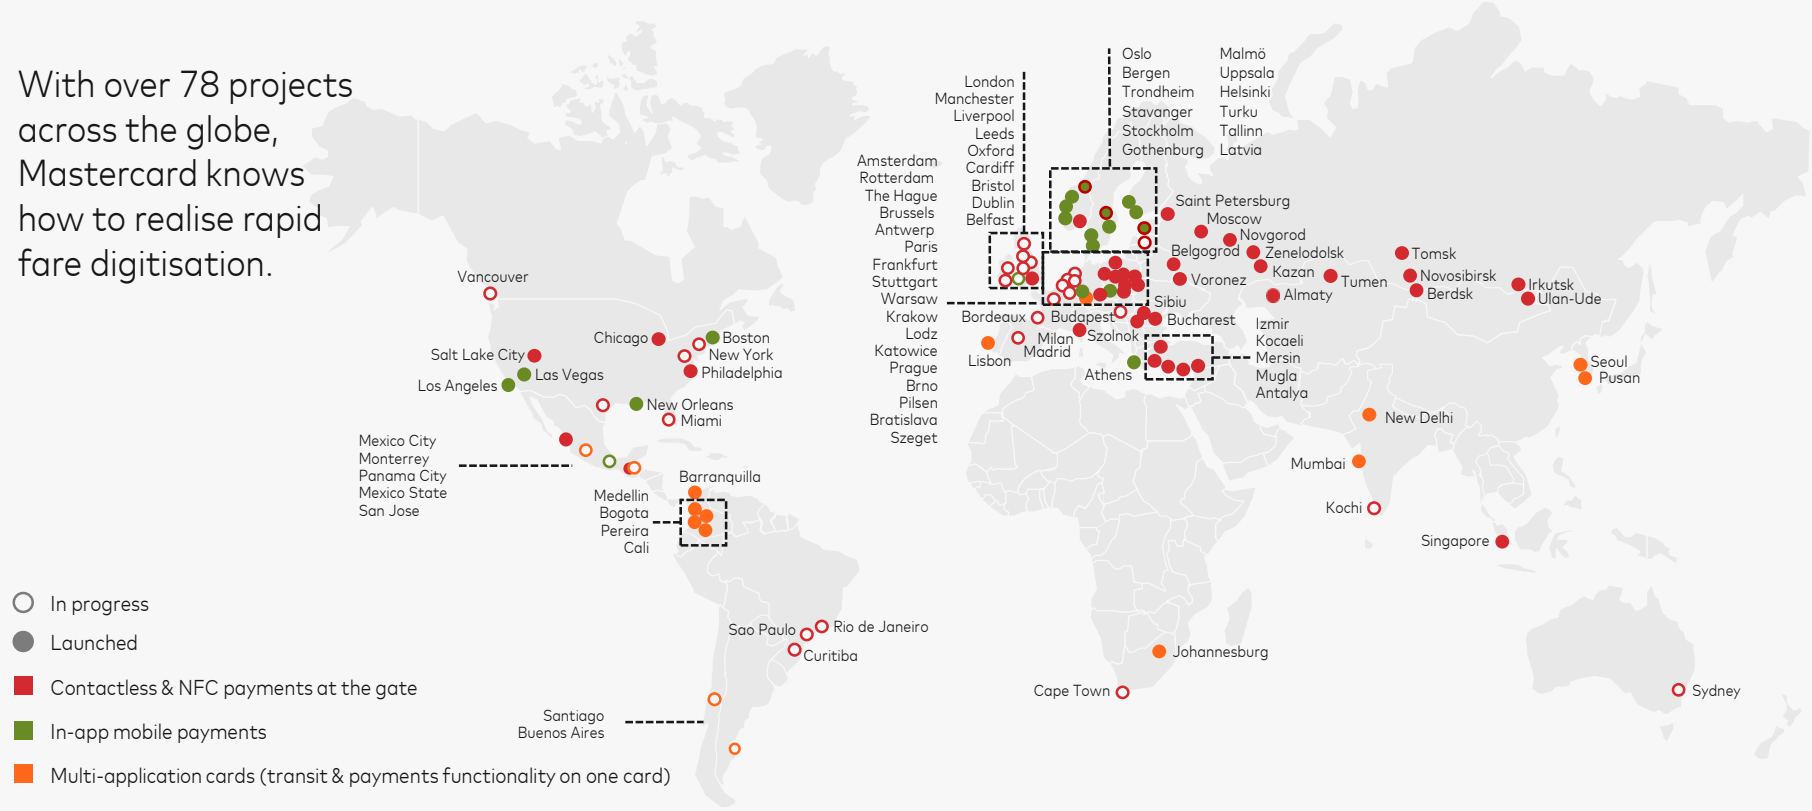 With over 78 projects
across the globe,
Mastercard knows
how to realise rapid
fare digitisation.
Vancouver
Chicago
Boston
New York
Philadelphia
Salt Lake City
Las Vegas
Los Angeles
New Orleans
Miami
Mexico City
Monterrey
Panama City
Mexico State
San Jose
Barranquilla
Medellin
Bogota
Pereira
Cali
Sao Paulo
Rio de Janeiro
Curitiba
Santiago
Buenos Aires
London
Manchester
Liverpool
Leeds
Oxford
Cardiff
Bristol
Dublin
Belfast
Oslo
Bergen
Trondheim
Stavanger
Stockholm
Gothenburg
Malmö
Uppsala
Helsinki
Turku
Tallinn
Latvia
Amsterdam
Rotterdam
The Hague
Brussels
Antwerp
Paris
Frankfurt
Stuttgart
Warsaw
Krakow
Lodz
Katowice
Prague
Brno
Pilsen
Bratislava
Szeget
Saint Petersburg
Moscow
Novgorod
Belgogrod
Zenelodolsk
Kazan
Voronez
Tumen
Almaty
Tomsk
Novosibirsk
Berdsk
Irkutsk
Ulan-Ude
Sibiu
Bordeaux
Budapest
Bucharest
Milan
Szolnok
Madrid
Lisbon
Athens
Izmir
Kocaeli
Mersin
Mugla
Antalya
Seoul
Pusan
New Delhi
Mumbai
Kochi
Singapore
Johannesburg
Cape Town
Sydney
In progress
Launched
Contactless & NFC payments at the gate
In-app mobile payments
Multi-application cards (transit & payments functionality on one card)